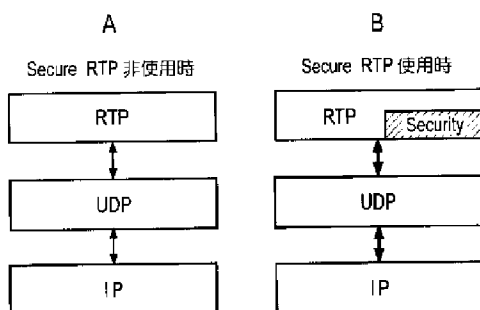 A
Secure RTP 非使用時
RTP
UDP
IP
B
Secure RTP 使用時
RTP
Security
UDP
IP